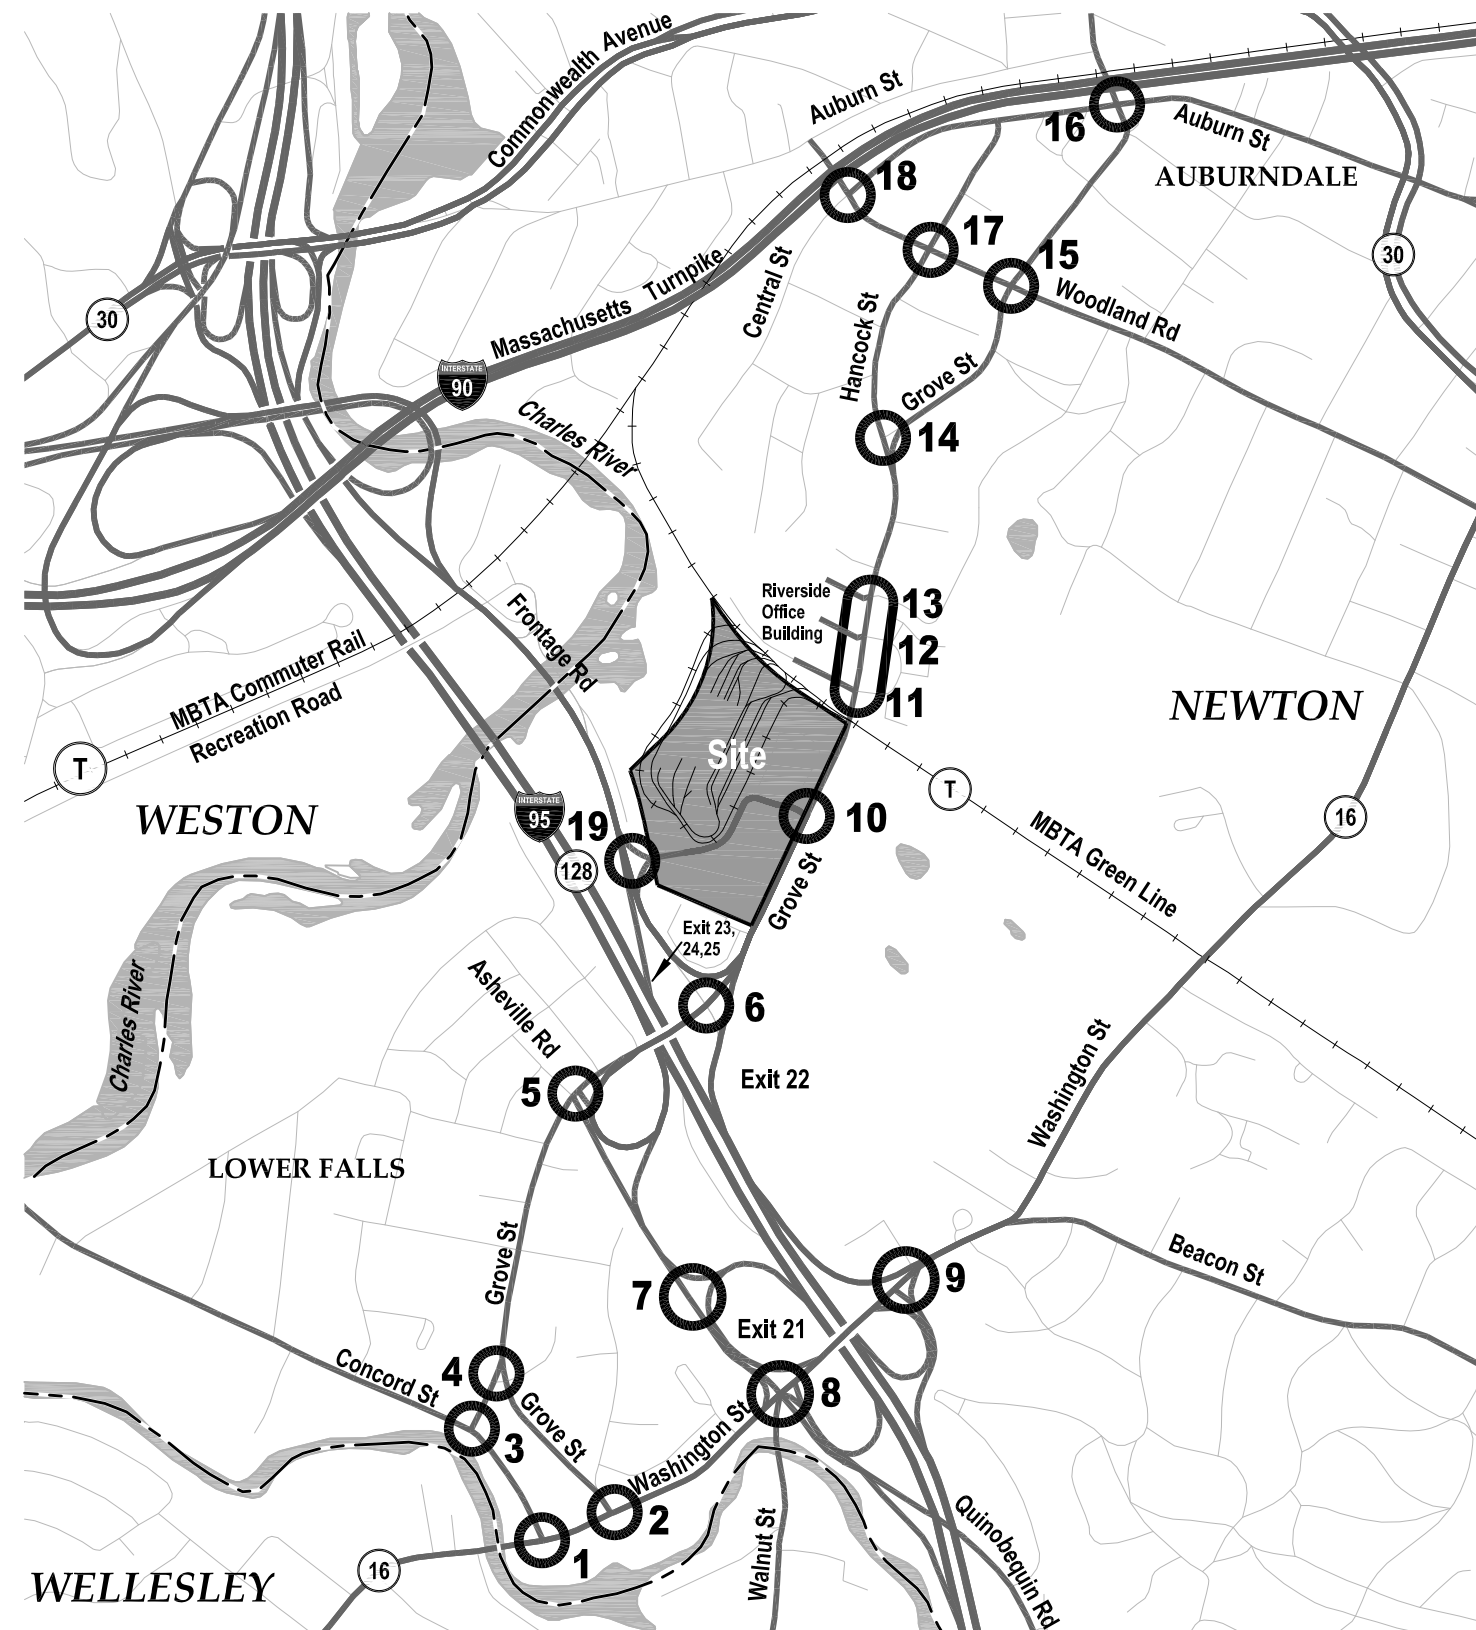 Commonwealth Avenue
Auburn St
16
Auburn St
AUBURNDALE
18
17
15
30
30
Central St
Massachusetts Turnpike
Woodland Rd
Hancock St
INTERSTATE
90
Grove St
Charles River
14
Riverside
Office
Building
13
12
11
Frontage Rd
MBTA Commuter Rail
Recreation Road
NEWTON
Site
T
T
WESTON
INTERSTATE
95
19
10
16
128
MBTA Green Line
Grove St
Exit 23,
24,25
Asheville Rd
Charles River
6
Washington St
5
Exit 22
LOWER FALLS
Grove St
Beacon St
7
9
Exit 21
Concord St
4
8
Grove St
3
Washington St
2
Quinobequin Rd
Walnut St
1
16
WELLESLEY